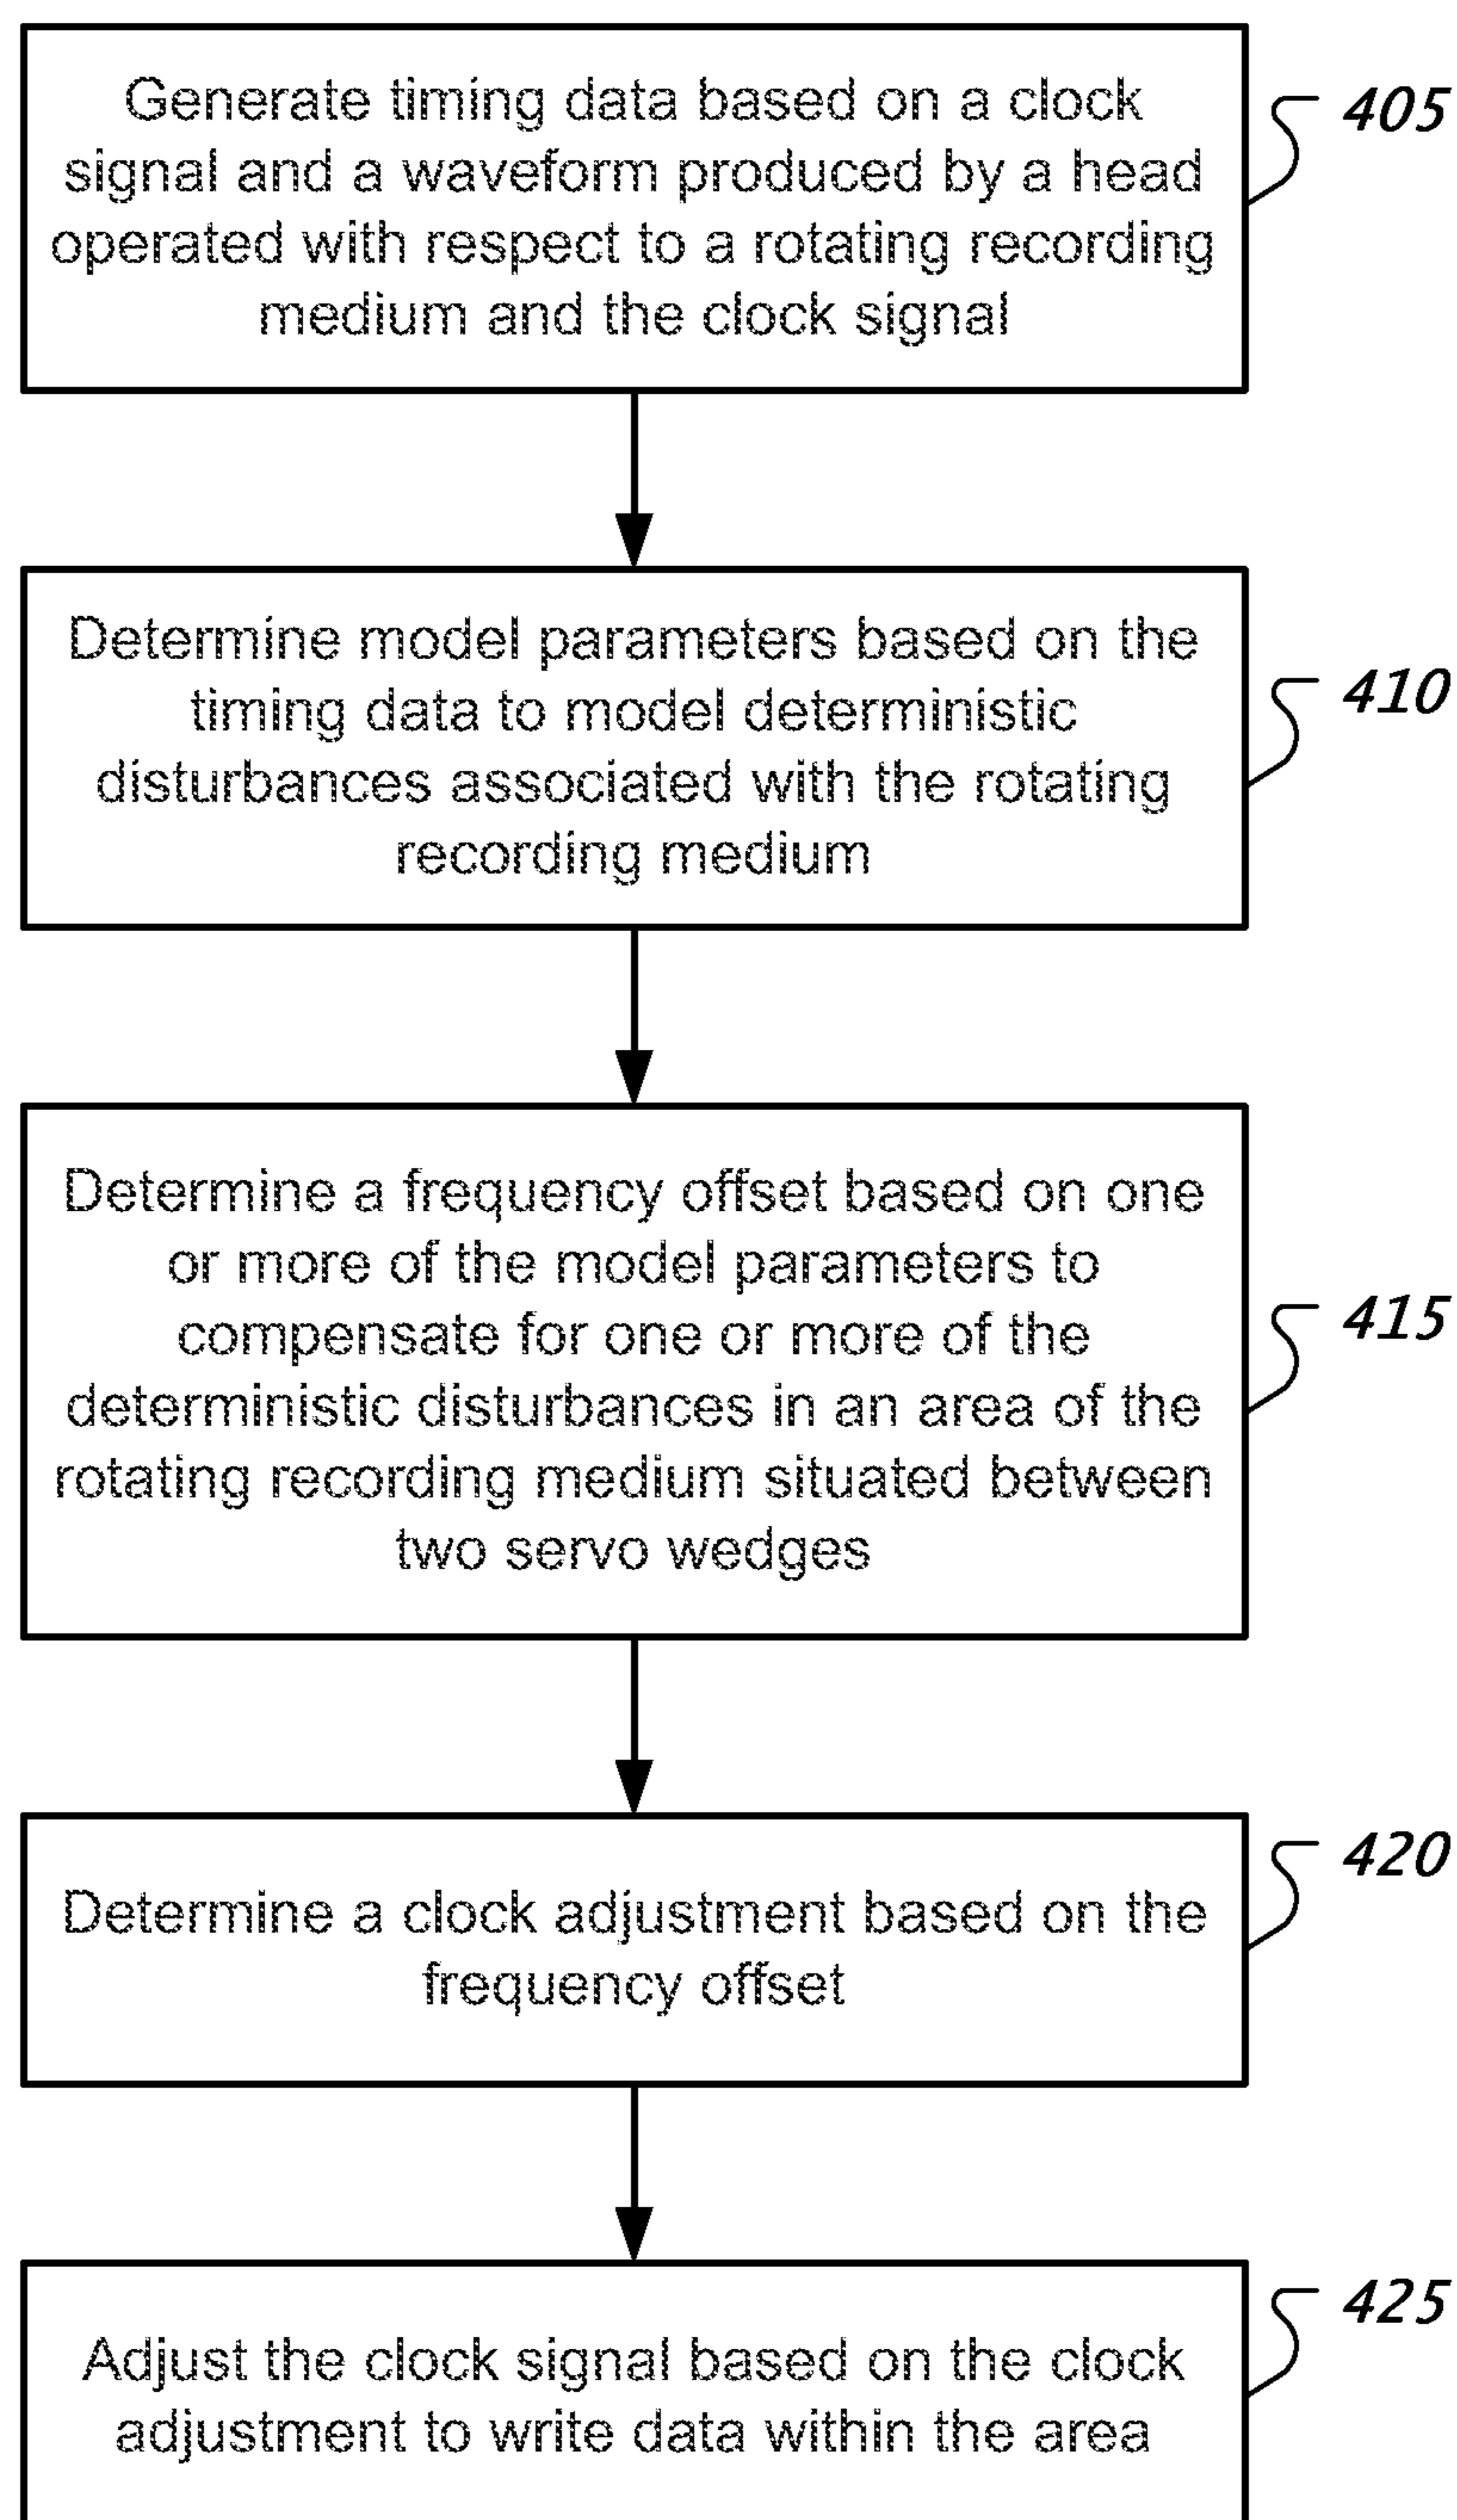 Generate timing data based on a clock
signal and a waveform produced by a head
operated with respect to a rotating recording
medium and the clock signal
405
Determine model parameters based on the
timing data to model deterministic
disturbances associated with the rotating
recording medium
410
Determine a frequency offset based on one
or more of the model parameters to
compensate for one or more of the
deterministic disturbances in an area of the
rotating recording medium situated between
two servo wedges
415
Determine a clock adjustment based on the
frequency offset
420
Adjust the clock signal based on the clock
adjustment to write data within the area
425